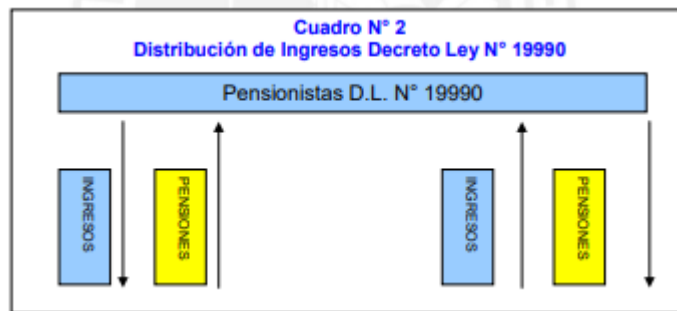 Cuadro N° 2
Distribución de Ingresos Decreto Ley N° 19990
Pensionistas D.L. N° 19990
INGRESOS
PENSIONES
INGRESOS
PENSIONES